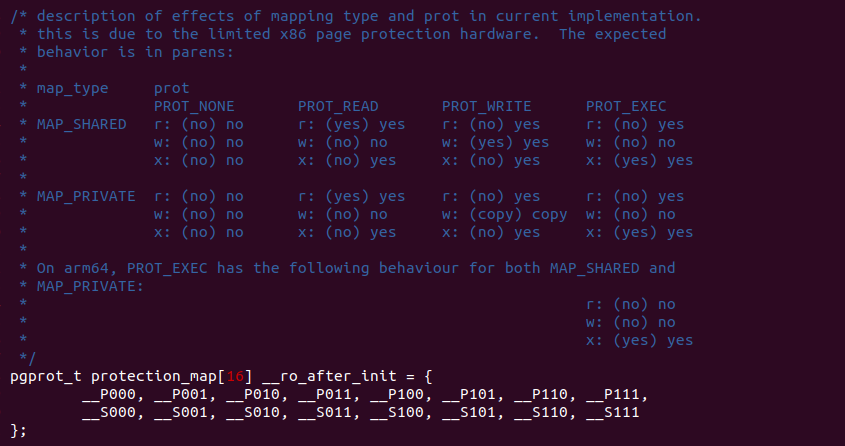 /* description of effects of mapping type and prot in current implementation.
 * this is due to the limited x86 page protection hardware.  The expected
 * behavior is in parens:
 *
 * map_type     prot
 *              PROT_NONE       PROT_READ       PROT_WRITE      PROT_EXEC
 * MAP_SHARED   r: (no) no      r: (yes) yes    r: (no) yes     r: (no) yes
 *              w: (no) no      w: (no) no      w: (yes) yes    w: (no) no
 *              x: (no) no      x: (no) yes     x: (no) yes     x: (yes) yes
 *
 * MAP_PRIVATE  r: (no) no      r: (yes) yes    r: (no) yes     r: (no) yes
 *              w: (no) no      w: (no) no      w: (copy) copy  w: (no) no
 *              x: (no) no      x: (no) yes     x: (no) yes     x: (yes) yes
 *
 * On arm64, PROT_EXEC has the following behaviour for both MAP_SHARED and
 * MAP_PRIVATE:
 *                                                              r: (no) no
 *                                                              w: (no) no
 *                                                              x: (yes) yes
 */
pgprot_t protection_map[16] __ro_after_init = {
        __P000, __P001, __P010, __P011, __P100, __P101, __P110, __P111,
        __S000, __S001, __S010, __S011, __S100, __S101, __S110, __S111
};